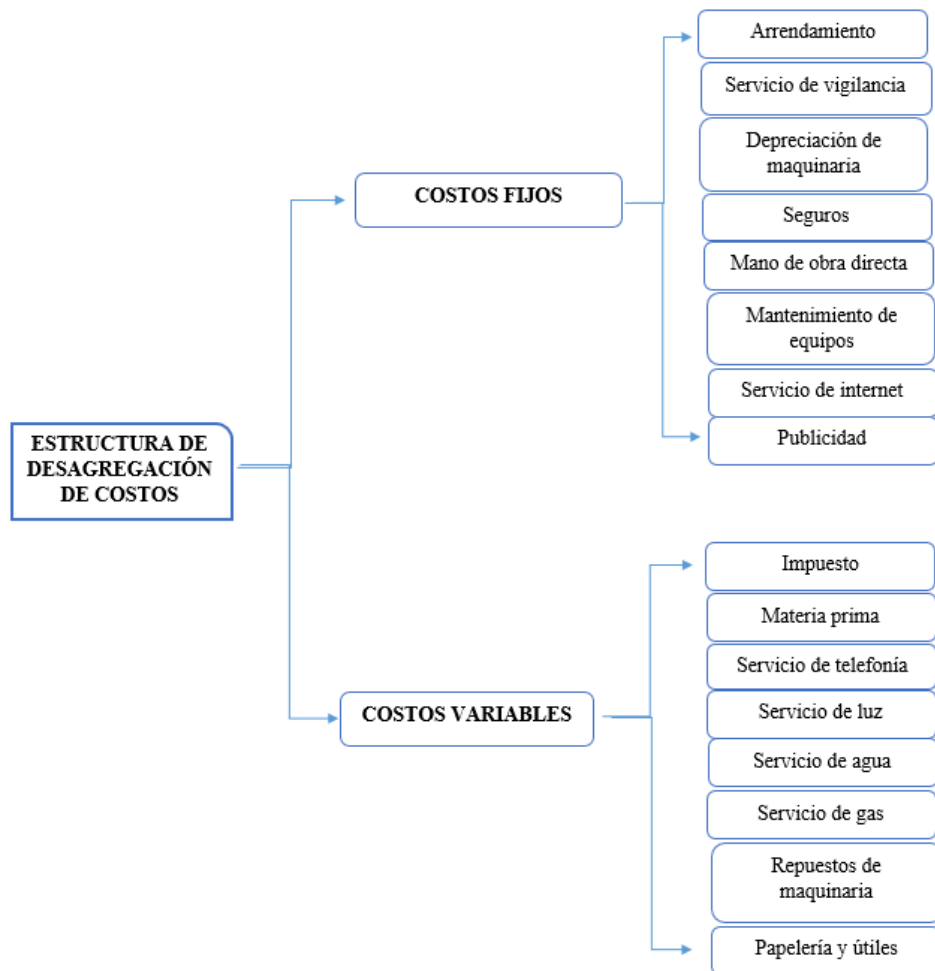 ESTRUCTURA DE
DESAGREGACIÓN
DE COSTOS
COSTOS FIJOS
Arrendamiento
Servicio de vigilancia
Depreciación de
maquinaria
Seguros
Mano de obra directa
Mantenimiento de
equipos
Servicio de internet
Publicidad
COSTOS VARIABLES
Impuesto
Materia prima
Servicio de telefonía
Servicio de luz
Servicio de agua
Servicio de gas
Repuestos de
maquinaria
Papelería y útiles